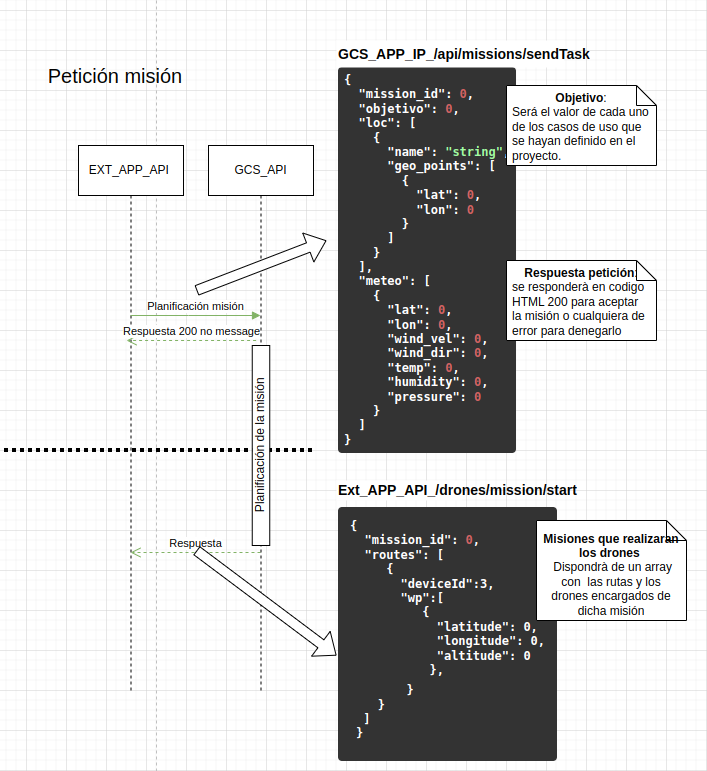 GCS_APP_IP_/api/missions/sendTask
Petición misión
{
"mission_id": 0,
"objetivo": 0,
"loc": [
{
"name": "string",
"geo_points": [
{
"lat": 0,
"lon": 0
}
]
}
],
"meteo": [
{
"lat": 0,
"lon": 0,
"wind_vel": 0,
"wind_dir": 0,
"temp": 0,
"humidity": 0,
"pressure": 0
}
]
}
Objetivo:
Será el valor de cada uno
de los casos de uso que
se hayan definido en el
proyecto.
EXT_APP_API
GCS_API
Respuesta petición:
se responderà en codigo
HTML 200 para aceptar
la misión o cualquiera de
error para denegarlo
Planificación misión
Respuesta 200 no message
Planificación de la misión
Respuesta
Ext_APP_API_/drones/mission/start
{
"mission_id": 0,
"routes": [
{
"deviceId":3,
"wp":[
{
"latitude": 0,
"longitude": 0,
"altitude": 0
},
}
}
]
}
Misiones que realizaran
los drones
Dispondrà de un array
con las rutas y los
drones encargados de
dicha misión